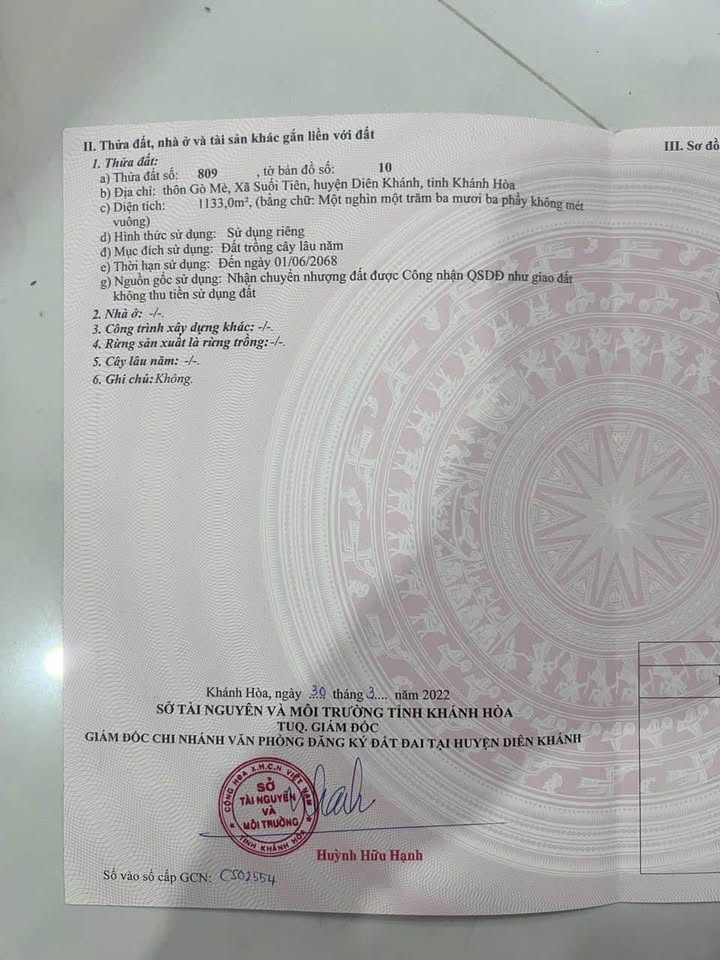 II. Thửa đất, nhà ở và tài sản khác gắn liền với đất
1. Thửa đất:
a) Thửa đất số: 809 , tờ bản đồ số: 10
b) Địa chỉ: thôn Gò Mè, Xã Suối Tiên, huyện Diên Khánh, tỉnh Khánh Hòa
c) Diện tích: 1133,0m², (bằng chữ: Một nghìn một trăm ba mươi ba phẩy không mét
vuông)
d) Hình thức sử dụng: Sử dụng riêng
đ) Mục đích sử dụng: Đất trồng cây lâu năm
e) Thời hạn sử dụng: Đến ngày 01/06/2068
g) Nguồn gốc sử dụng: Nhận chuyển nhượng đất được Công nhận QSDĐ như giao đất
không thu tiền sử dụng đất
2. Nhà ở: -/-.
3. Công trình xây dựng khác: -/-.
4. Rừng sản xuất là rừng trồng: -/-.
5. Cây lâu năm: -/-.
6. Ghi chú: Không.
III. Sơ đồ
Khánh Hòa, ngày 30 tháng 3 năm 2022
SỞ TÀI NGUYÊN VÀ MÔI TRƯỜNG TỈNH KHÁNH HÒA
TUQ. GIÁM ĐỐC
GIÁM ĐỐC CHI NHÁNH VĂN PHÒNG ĐĂNG KÝ ĐẤT ĐAI TẠI HUYỆN DIÊN KHÁNH
CỘNG HÒA X.H.C.N VIỆT NAM
SỞ
TÀI NGUYÊN
VÀ
MÔI TRƯỜNG
TỈNH KHÁNH HÒA
Huỳnh Hữu Hạnh
Số vào sổ cấp GCN: CS02554